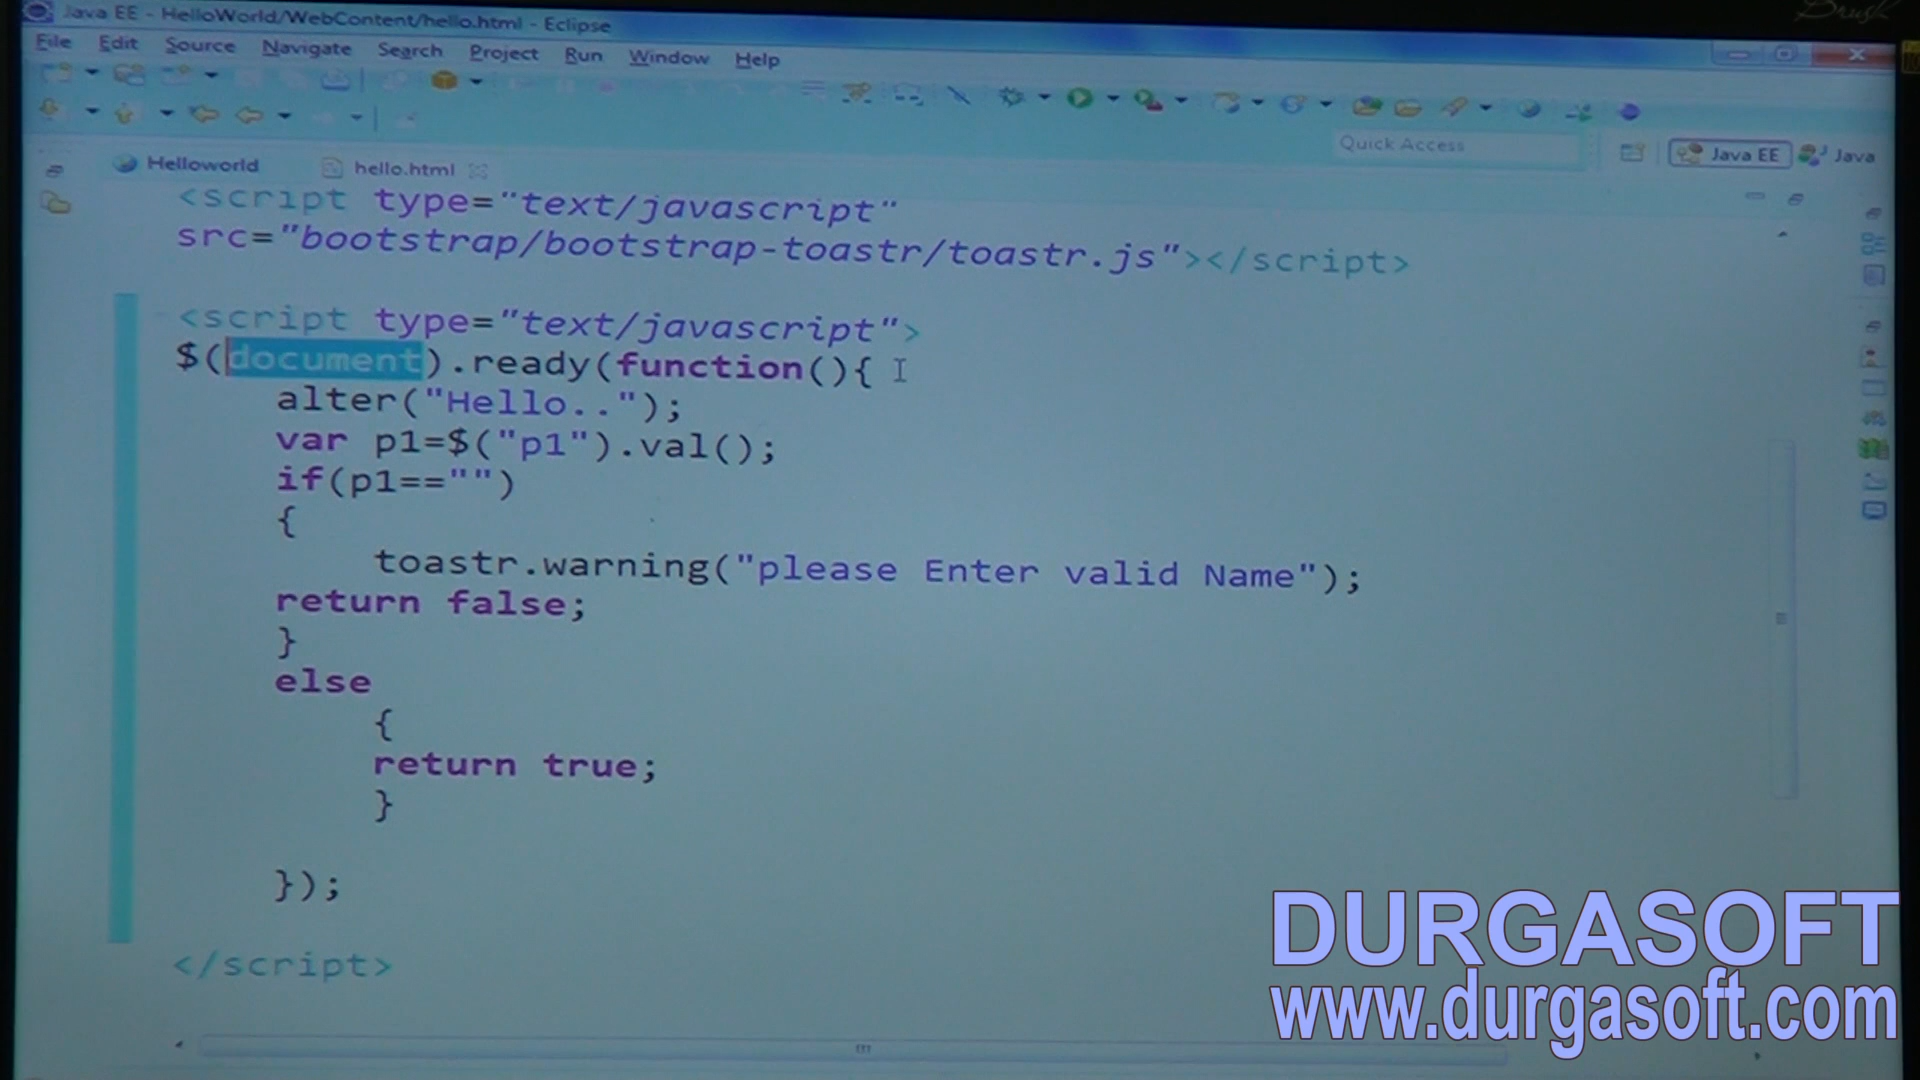 Java EE - HelloWorld/WebContent/hello.html - Eclipse
File Edit Source Navigate Search Project Run Window Help
Quick Access
Java EE
Java
Helloworld
hello.html
<script type="text/javascript"
src="bootstrap/bootstrap-toastr/toastr.js"></script>
<script type="text/javascript">
$(document).ready(function(){
alter("Hello..");
var p1=$("p1").val();
if(p1=="")
{
toastr.warning("please Enter valid Name");
return false;
}
else
{
return true;
}
});
</script>
DURGASOFT
www.durgasoft.com